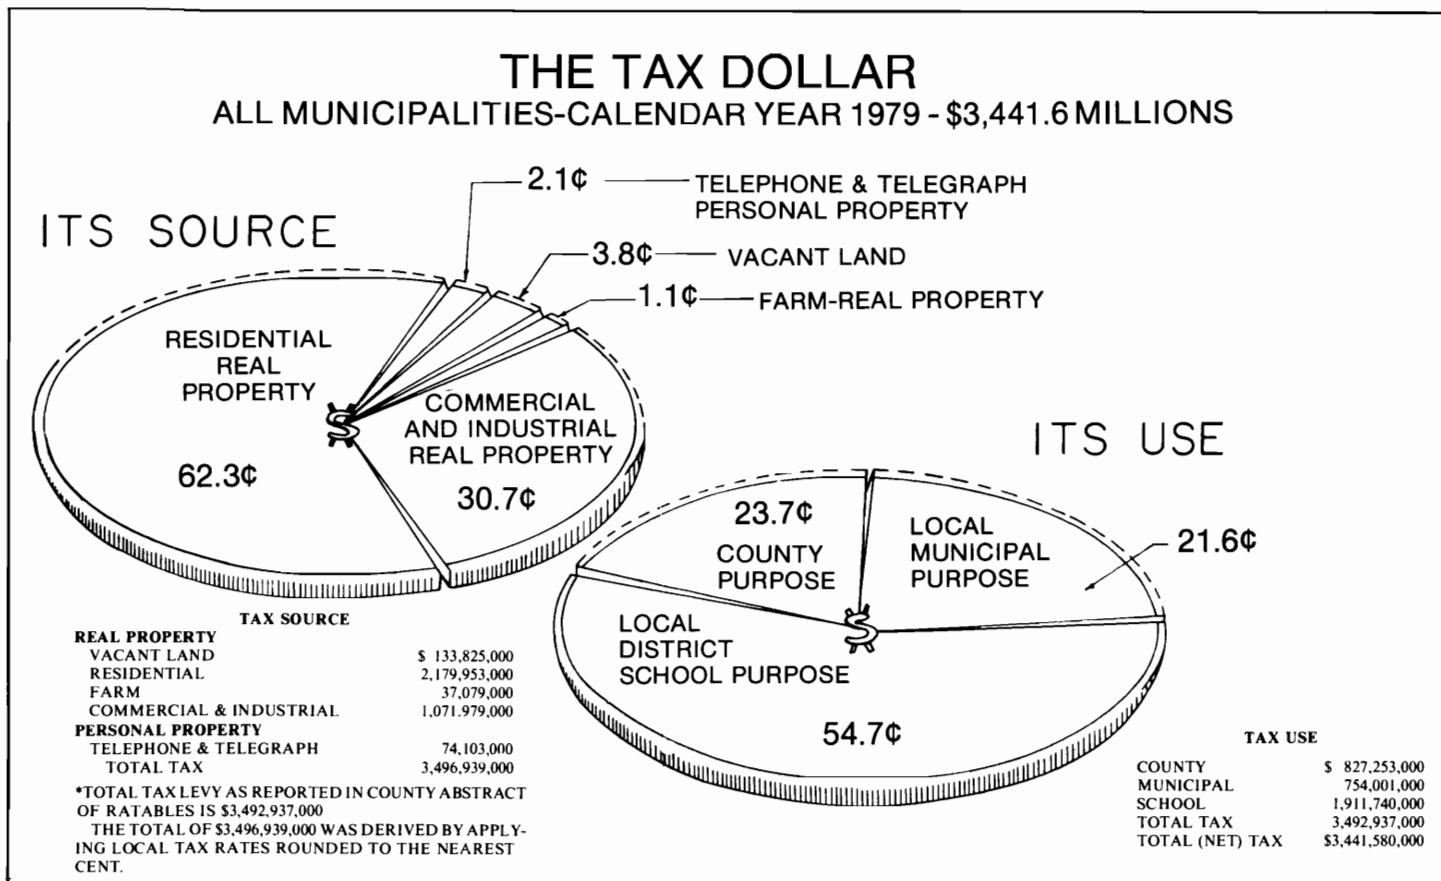 THE TAX DOLLAR
ALL MUNICIPALITIES-CALENDAR YEAR 1979 - $3,441.6 MILLIONS
ITS SOURCE
2.1¢ TELEPHONE & TELEGRAPH
PERSONAL PROPERTY
3.8¢ VACANT LAND
1.1¢ FARM-REAL PROPERTY
RESIDENTIAL
REAL
PROPERTY
62.3¢
$
COMMERCIAL
AND INDUSTRIAL
REAL PROPERTY
30.7¢
ITS USE
23.7¢
COUNTY
PURPOSE
LOCAL
MUNICIPAL
PURPOSE
21.6¢
$
LOCAL
DISTRICT
SCHOOL PURPOSE
54.7¢
TAX SOURCE
REAL PROPERTY
VACANT LAND $ 133,825,000
RESIDENTIAL 2,179,953,000
FARM 37,079,000
COMMERCIAL & INDUSTRIAL 1,071.979,000
PERSONAL PROPERTY
TELEPHONE & TELEGRAPH 74,103,000
TOTAL TAX 3,496,939,000
*TOTAL TAX LEVY AS REPORTED IN COUNTY ABSTRACT
OF RATABLES IS $3,492,937,000
THE TOTAL OF $3,496,939,000 WAS DERIVED BY APPLY-
ING LOCAL TAX RATES ROUNDED TO THE NEAREST
CENT.
TAX USE
COUNTY $ 827,253,000
MUNICIPAL 754,001,000
SCHOOL 1,911,740,000
TOTAL TAX 3,492,937,000
TOTAL (NET) TAX $3,441,580,000